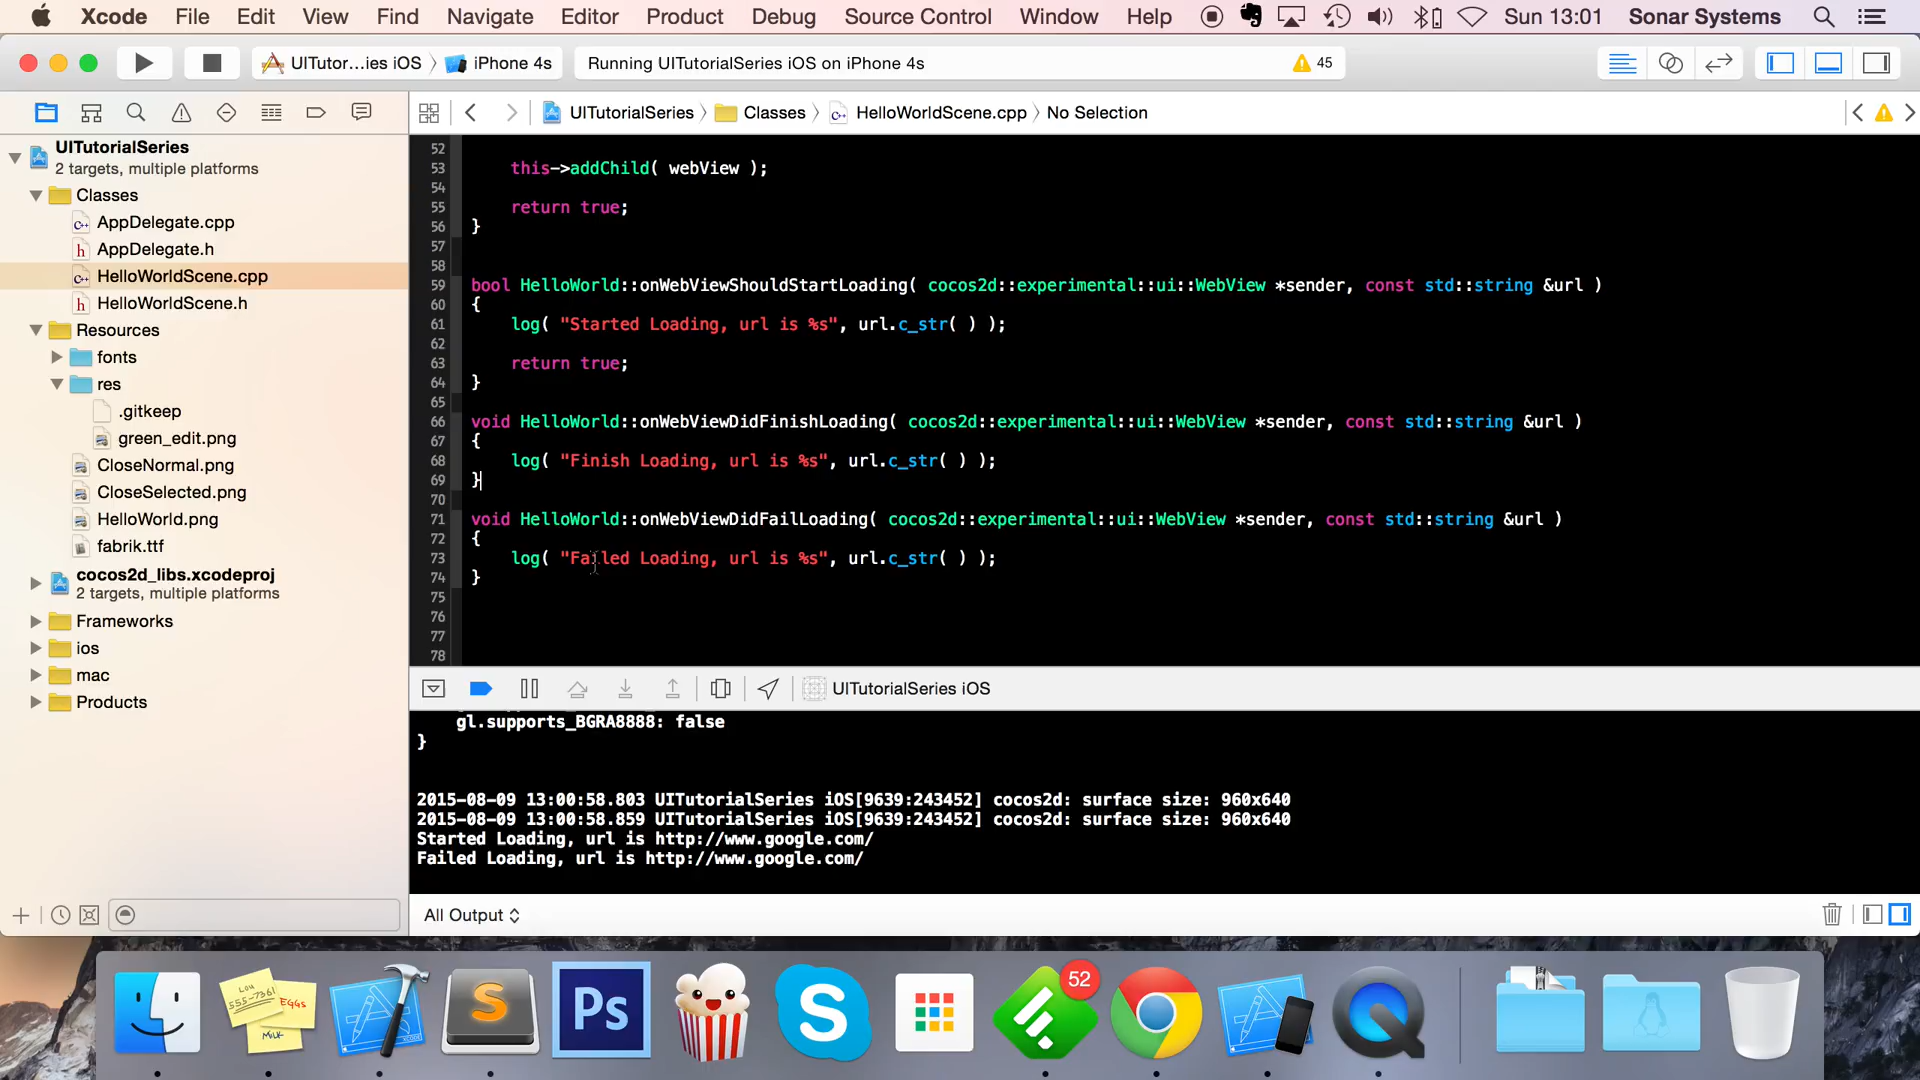 Xcode File Edit View Find Navigate Editor Product Debug Source Control Window Help Sun 13:01 Sonar Systems
UITutor...ies iOS iPhone 4s Running UITutorialSeries iOS on iPhone 4s 45
UITutorialSeries Classes HelloWorldScene.cpp No Selection
UITutorialSeries
2 targets, multiple platforms
Classes
AppDelegate.cpp
AppDelegate.h
HelloWorldScene.cpp
HelloWorldScene.h
Resources
fonts
res
.gitkeep
green_edit.png
CloseNormal.png
CloseSelected.png
HelloWorld.png
fabrik.ttf
cocos2d_libs.xcodeproj
2 targets, multiple platforms
Frameworks
ios
mac
Products
52
53 this->addChild( webView );
54
55 return true;
56 }
57
58
59 bool HelloWorld::onWebViewShouldStartLoading( cocos2d::experimental::ui::WebView *sender, const std::string &url )
60 {
61 log( "Started Loading, url is %s", url.c_str( ) );
62
63 return true;
64 }
65
66 void HelloWorld::onWebViewDidFinishLoading( cocos2d::experimental::ui::WebView *sender, const std::string &url )
67 {
68 log( "Finish Loading, url is %s", url.c_str( ) );
69 }
70
71 void HelloWorld::onWebViewDidFailLoading( cocos2d::experimental::ui::WebView *sender, const std::string &url )
72 {
73 log( "Failed Loading, url is %s", url.c_str( ) );
74 }
75
76
77
78
UITutorialSeries iOS
gl.supports_BGRA8888: false
}
2015-08-09 13:00:58.803 UITutorialSeries iOS[9639:243452] cocos2d: surface size: 960x640
2015-08-09 13:00:58.859 UITutorialSeries iOS[9639:243452] cocos2d: surface size: 960x640
Started Loading, url is http://www.google.com/
Failed Loading, url is http://www.google.com/
All Output
Lou
555-7361
EGGS
MILK
S
Ps
S
52